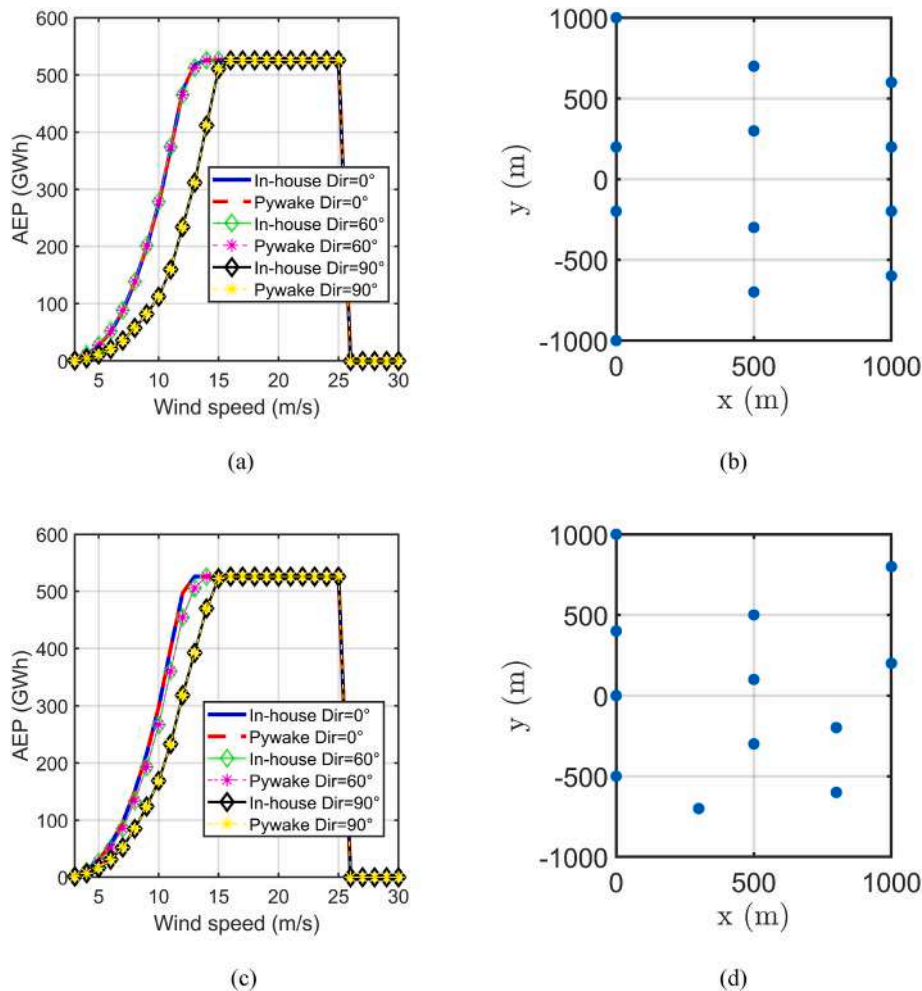 600
500
400
300
200
100
0
AEP (GWh)
In-house Dir=0°
Pywake Dir=0°
In-house Dir=60°
Pywake Dir=60°
In-house Dir=90°
Pywake Dir=90°
5 10 15 20 25 30
Wind speed (m/s)
(a)
1000
500
0
-500
-1000
y (m)
0 500 1000
x (m)
(b)
600
500
400
300
200
100
0
AEP (GWh)
In-house Dir=0°
Pywake Dir=0°
In-house Dir=60°
Pywake Dir=60°
In-house Dir=90°
Pywake Dir=90°
5 10 15 20 25 30
Wind speed (m/s)
(c)
1000
500
0
-500
-1000
y (m)
0 500 1000
x (m)
(d)